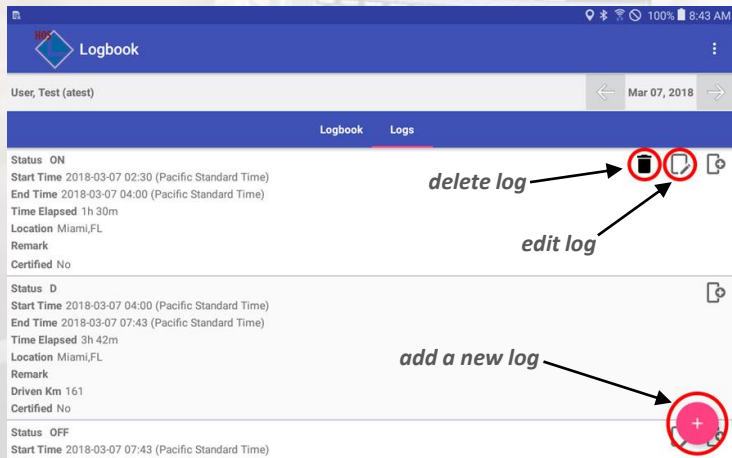 100% 8:43 AM
HOS
Logbook
User, Test (atest)
Mar 07, 2018
Logbook Logs
Status ON
Start Time 2018-03-07 02:30 (Pacific Standard Time)
End Time 2018-03-07 04:00 (Pacific Standard Time)
Time Elapsed 1h 30m
Location Miami,FL
Remark
Certified No
delete log
edit log
Status D
Start Time 2018-03-07 04:00 (Pacific Standard Time)
End Time 2018-03-07 07:43 (Pacific Standard Time)
Time Elapsed 3h 42m
Location Miami,FL
Remark
Driven Km 161
Certified No
add a new log
+
Status OFF
Start Time 2018-03-07 07:43 (Pacific Standard Time)